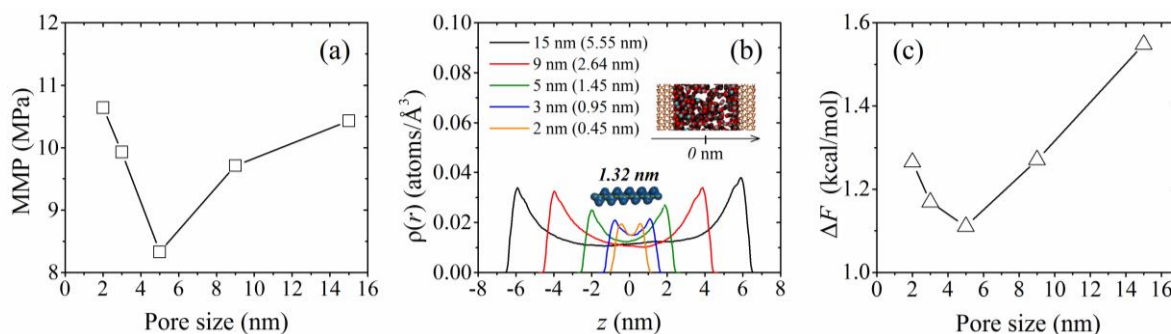 12
11
10
9
8
MMP (MPa)
0 2 4 6 8 10 12 14 16
Pore size (nm)
(a)
0.10
0.08
0.06
0.04
0.02
0.00
ρ(r) (atoms/Å³)
15 nm (5.55 nm)
9 nm (2.64 nm)
5 nm (1.45 nm)
3 nm (0.95 nm)
2 nm (0.45 nm)
(b)
0 nm
1.32 nm
-8 -6 -4 -2 0 2 4 6 8
z (nm)
1.6
1.4
1.2
1.0
ΔF (kcal/mol)
(c)
0 2 4 6 8 10 12 14 16
Pore size (nm)